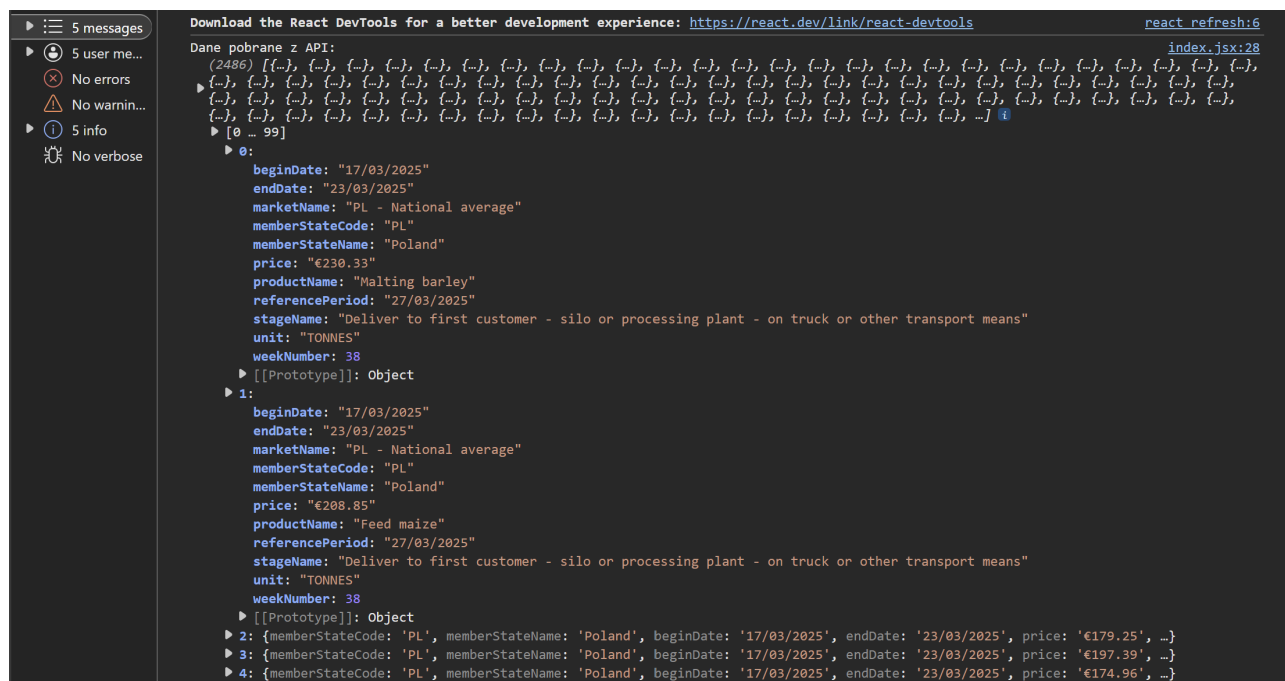 5 messages
5 user me...
No errors
No warnin...
5 info
No verbose
Download the React DevTools for a better development experience: https://react.dev/link/react-devtools react refresh:6
Dane pobrane z API: index.jsx:28
(2486) [{…}, {…}, {…}, {…}, {…}, {…}, {…}, {…}, {…}, {…}, {…}, {…}, {…}, {…}, {…}, {…}, {…}, {…}, {…}, {…}, {…}, {…}, {…}, {…}, {…}, {…}, {…},
{…}, {…}, {…}, {…}, {…}, {…}, {…}, {…}, {…}, {…}, {…}, {…}, {…}, {…}, {…}, {…}, {…}, {…}, {…}, {…}, {…}, {…}, {…}, {…}, {…}, {…}, {…},
{…}, {…}, {…}, {…}, {…}, {…}, {…}, {…}, {…}, {…}, {…}, {…}, {…}, {…}, {…}, {…}, {…}, {…}, {…}, {…}, {…}, {…}, {…}, {…}, {…}, {…}, {…},
{…}, {…}, {…}, {…}, {…}, {…}, {…}, {…}, {…}, {…}, {…}, {…}, {…}, {…}, {…}, {…}, {…}, {…}, {…}, {…}, …]
[0 … 99]
0:
beginDate: "17/03/2025"
endDate: "23/03/2025"
marketName: "PL - National average"
memberStateCode: "PL"
memberStateName: "Poland"
price: "€230.33"
productName: "Malting barley"
referencePeriod: "27/03/2025"
stageName: "Deliver to first customer - silo or processing plant - on truck or other transport means"
unit: "TONNES"
weekNumber: 38
[[Prototype]]: Object
1:
beginDate: "17/03/2025"
endDate: "23/03/2025"
marketName: "PL - National average"
memberStateCode: "PL"
memberStateName: "Poland"
price: "€208.85"
productName: "Feed maize"
referencePeriod: "27/03/2025"
stageName: "Deliver to first customer - silo or processing plant - on truck or other transport means"
unit: "TONNES"
weekNumber: 38
[[Prototype]]: Object
2: {memberStateCode: 'PL', memberStateName: 'Poland', beginDate: '17/03/2025', endDate: '23/03/2025', price: '€179.25', …}
3: {memberStateCode: 'PL', memberStateName: 'Poland', beginDate: '17/03/2025', endDate: '23/03/2025', price: '€197.39', …}
4: {memberStateCode: 'PL', memberStateName: 'Poland', beginDate: '17/03/2025', endDate: '23/03/2025', price: '€174.96', …}